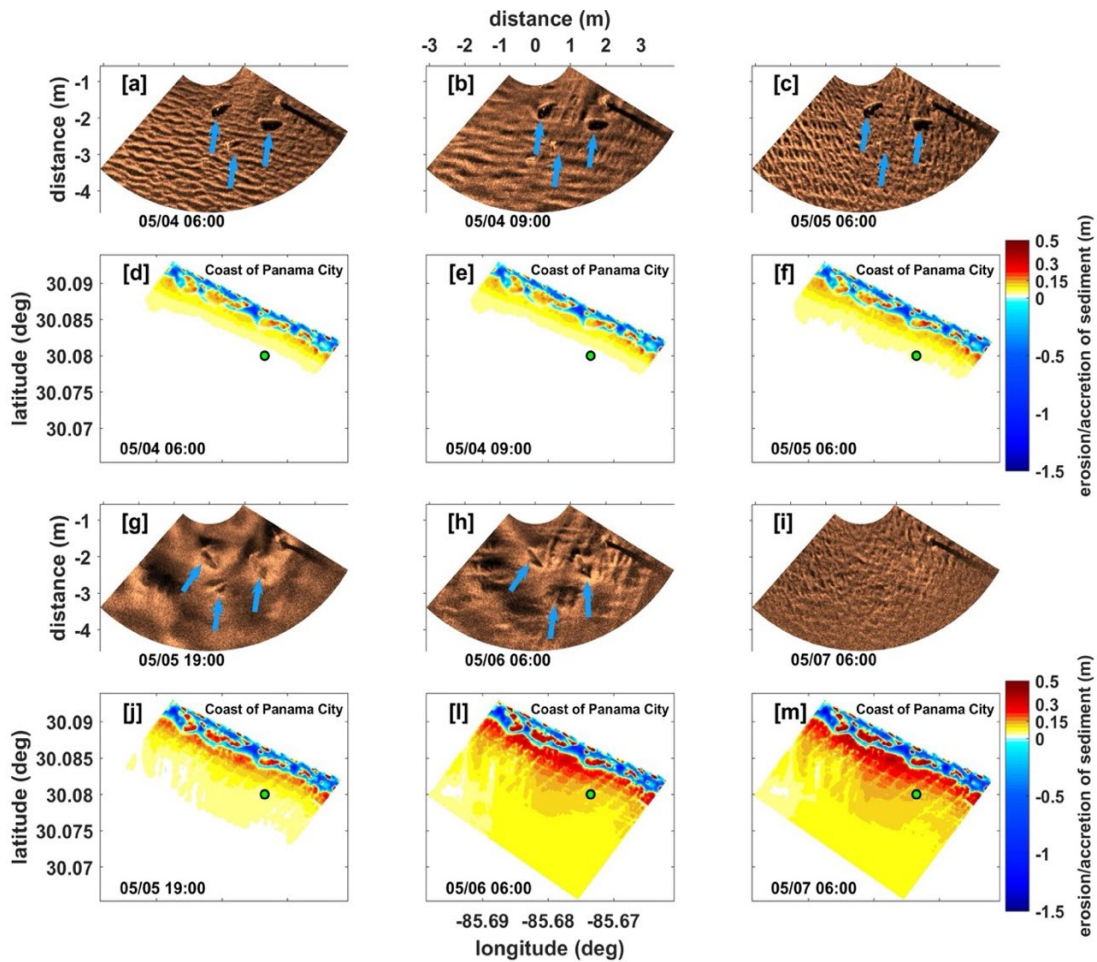 distance (m)
-3 -2 -1 0 1 2 3
[a] [b] [c]
distance (m)
-1
-2
-3
-4
05/04 06:00 05/04 09:00 05/05 06:00
[d] Coast of Panama City [e] Coast of Panama City [f] Coast of Panama City
latitude (deg)
30.09
30.085
30.08
30.075
30.07
05/04 06:00 05/04 09:00 05/05 06:00
0.5
0.3
0.15
0
-0.5
-1
-1.5
erosion/accretion of sediment (m)
[g] [h] [i]
distance (m)
-1
-2
-3
-4
05/05 19:00 05/06 06:00 05/07 06:00
[j] Coast of Panama City [l] Coast of Panama City [m] Coast of Panama City
latitude (deg)
30.09
30.085
30.08
30.075
30.07
05/05 19:00 05/06 06:00 05/07 06:00
0.5
0.3
0.15
0
-0.5
-1
-1.5
erosion/accretion of sediment (m)
-85.69 -85.68 -85.67
longitude (deg)